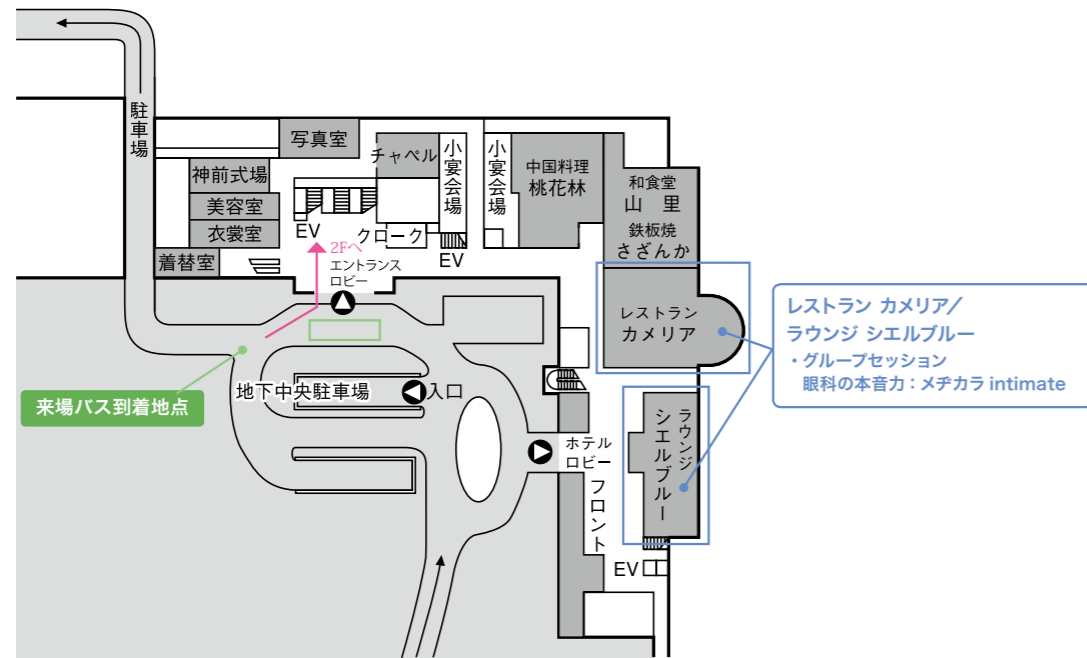 駐車場
写真室
チャペル
小宴会場
小宴会場
中国料理
桃花林
和食堂
山 里
鉄板焼
さざんか
神前式場
美容室
衣裳室
着替室
EV
クローク
EV
2Fへ
エントランス
ロビー
レストラン
カメリア
レストラン カメリア／
ラウンジ シエルブルー
・グループセッション
眼科の本音力：メヂカラ intimate
来場バス到着地点
地下中央駐車場
入口
ホテル
ロビー
フロント
ラウンジ
シエルブルー
EV